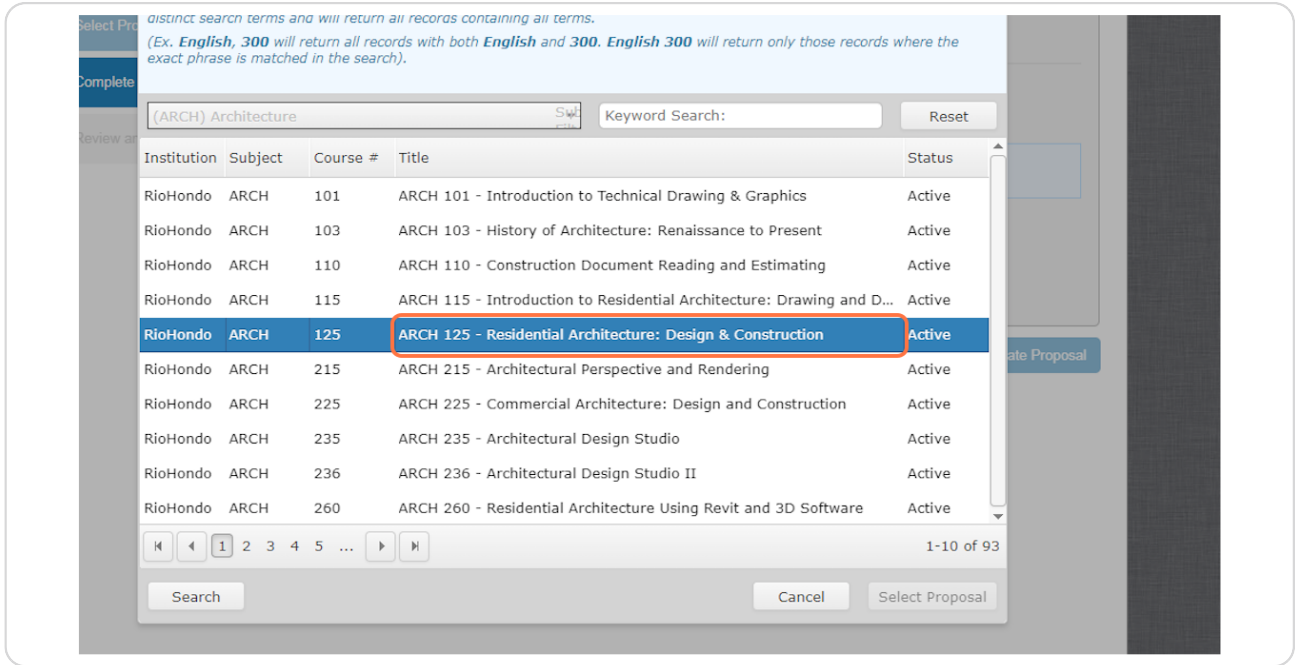 distinct search terms and will return all records containing all terms.
Select Pro
(Ex. English, 300 will return all records with both English and 300. English 300 will return only those records where the
exact phrase is matched in the search).
Complete
(ARCH) Architecture
Keyword Search:
Reset
Review an
Institution Subject Course # Title Status
RioHondo ARCH 101 ARCH 101 - Introduction to Technical Drawing & Graphics Active
RioHondo ARCH 103 ARCH 103 - History of Architecture: Renaissance to Present Active
RioHondo ARCH 110 ARCH 110 - Construction Document Reading and Estimating Active
RioHondo ARCH 115 ARCH 115 - Introduction to Residential Architecture: Drawing and D... Active
RioHondo ARCH 125 ARCH 125 - Residential Architecture: Design & Construction Active
ate Proposal
RioHondo ARCH 215 ARCH 215 - Architectural Perspective and Rendering Active
RioHondo ARCH 225 ARCH 225 - Commercial Architecture: Design and Construction Active
RioHondo ARCH 235 ARCH 235 - Architectural Design Studio Active
RioHondo ARCH 236 ARCH 236 - Architectural Design Studio II Active
RioHondo ARCH 260 ARCH 260 - Residential Architecture Using Revit and 3D Software Active
1 2 3 4 5 ... 1-10 of 93
Search Cancel Select Proposal